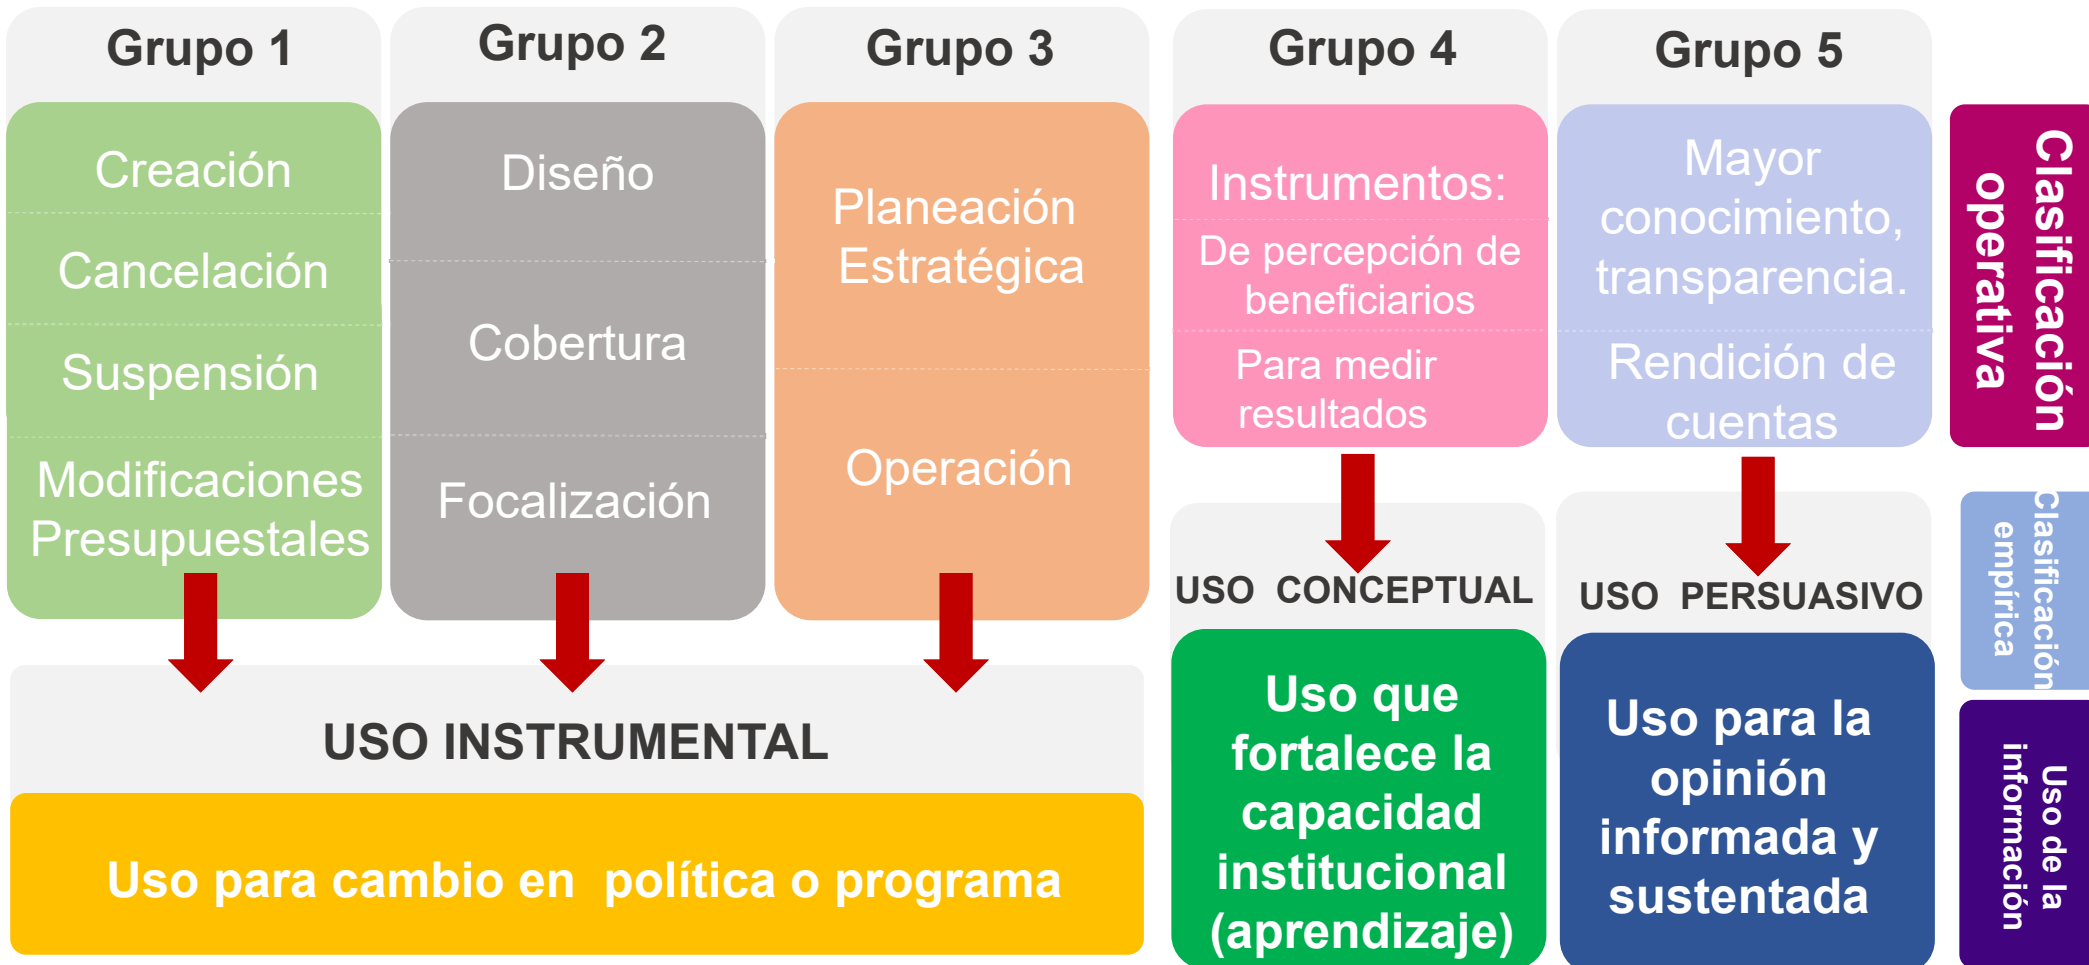 Grupo 1
Creación
Cancelación
Suspensión
Modificaciones
Presupuestales
Grupo 2
Diseño
Cobertura
Focalización
Grupo 3
Planeación
Estratégica
Operación
USO INSTRUMENTAL
Uso para cambio en política o programa
Grupo 4
Instrumentos:
De percepción de
beneficiarios
Para medir
resultados
USO CONCEPTUAL
Uso que
fortalece la
capacidad
institucional
(aprendizaje)
Grupo 5
Mayor
conocimiento,
transparencia.
Rendición de
cuentas
USO PERSUASIVO
Uso para la
opinión
informada y
sustentada
Clasificación
operativa
Clasificación
empírica
Uso de la
información